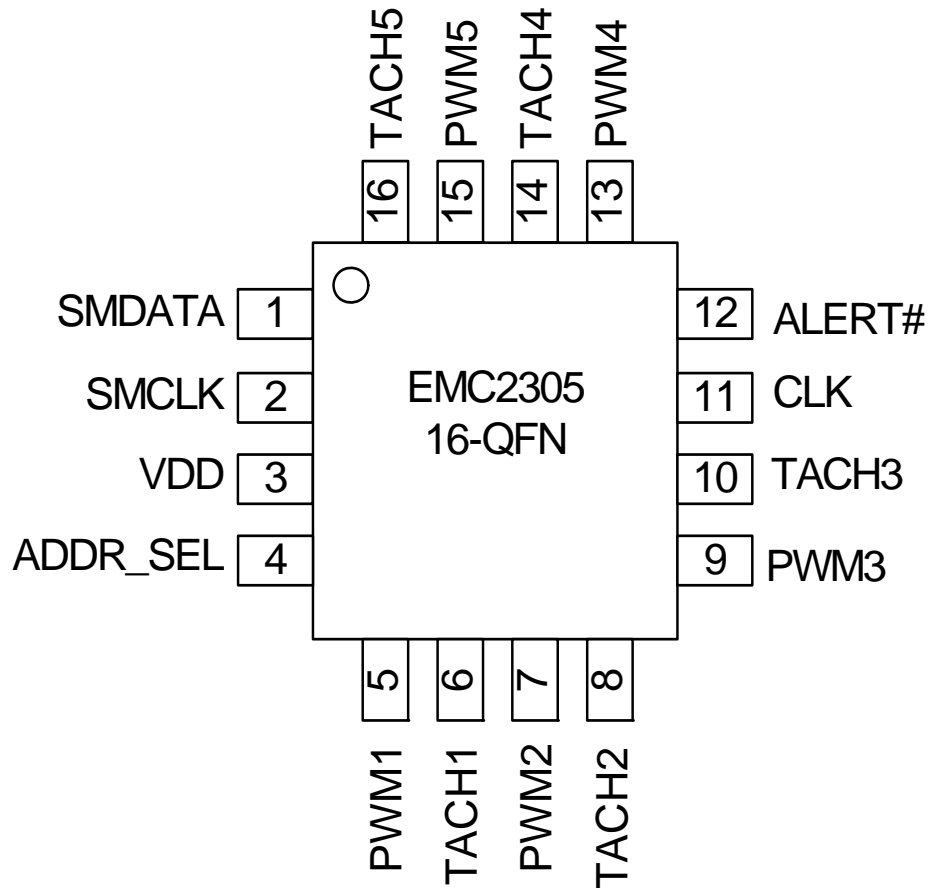 TACH5
PWM5
TACH4
PWM4
16
15
14
13
SMDATA 1
SMCLK 2
VDD 3
ADDR_SEL 4
EMC2305
16-QFN
12 ALERT#
11 CLK
10 TACH3
9 PWM3
5
6
7
8
PWM1
TACH1
PWM2
TACH2